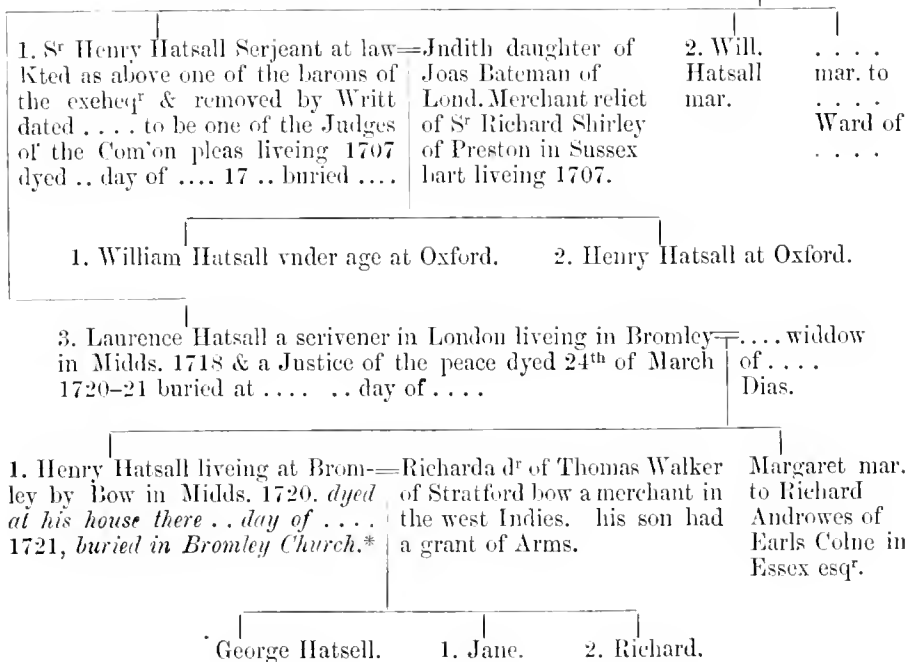 1. Sʳ Henry Hatsall Serjeant at law=Judith daughter of
Kted as above one of the barons of Joas Bateman of
the excheqʳ & removed by Writt Lond. Merchant relict
dated . . . . to be one of the Judges of Sʳ Richard Shirley
of the Com'on pleas liveing 1707 of Preston in Sussex
dyed .. day of .... 17 .. buried .... bart liveing 1707.
2. Will.
Hatsall
mar.
. . . .
mar. to
. . . .
Ward of
. . . .
1. William Hatsall vnder age at Oxford. 2. Henry Hatsall at Oxford.
3. Laurence Hatsall a scrivener in London liveing in Bromley=. . . . widdow
in Midds. 1718 & a Justice of the peace dyed 24ᵗʰ of March of . . . .
1720–21 buried at . . . . . . day of . . . . Dias.
1. Henry Hatsall liveing at Brom-=Richarda dʳ of Thomas Walker
ley by Bow in Midds. 1720. dyed of Stratford bow a merchant in
at his house there . . day of . . . . the west Indies. his son had
1721, buried in Bromley Church.* a grant of Arms.
Margaret mar.
to Richard
Androwes of
Earls Colne in
Essex esqʳ.
George Hatsell. 1. Jane. 2. Richard.